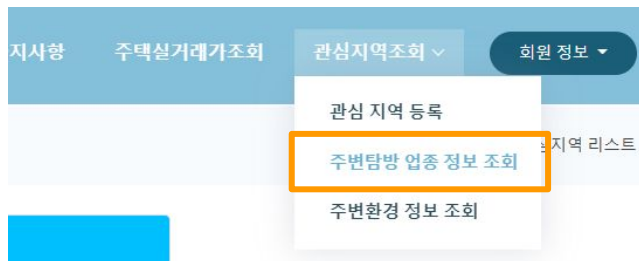 지사항 주택실거래가조회 관심지역조회 회원 정보
관심 지역 등록
지역 리스트
주변탐방 업종 정보 조회
주변환경 정보 조회